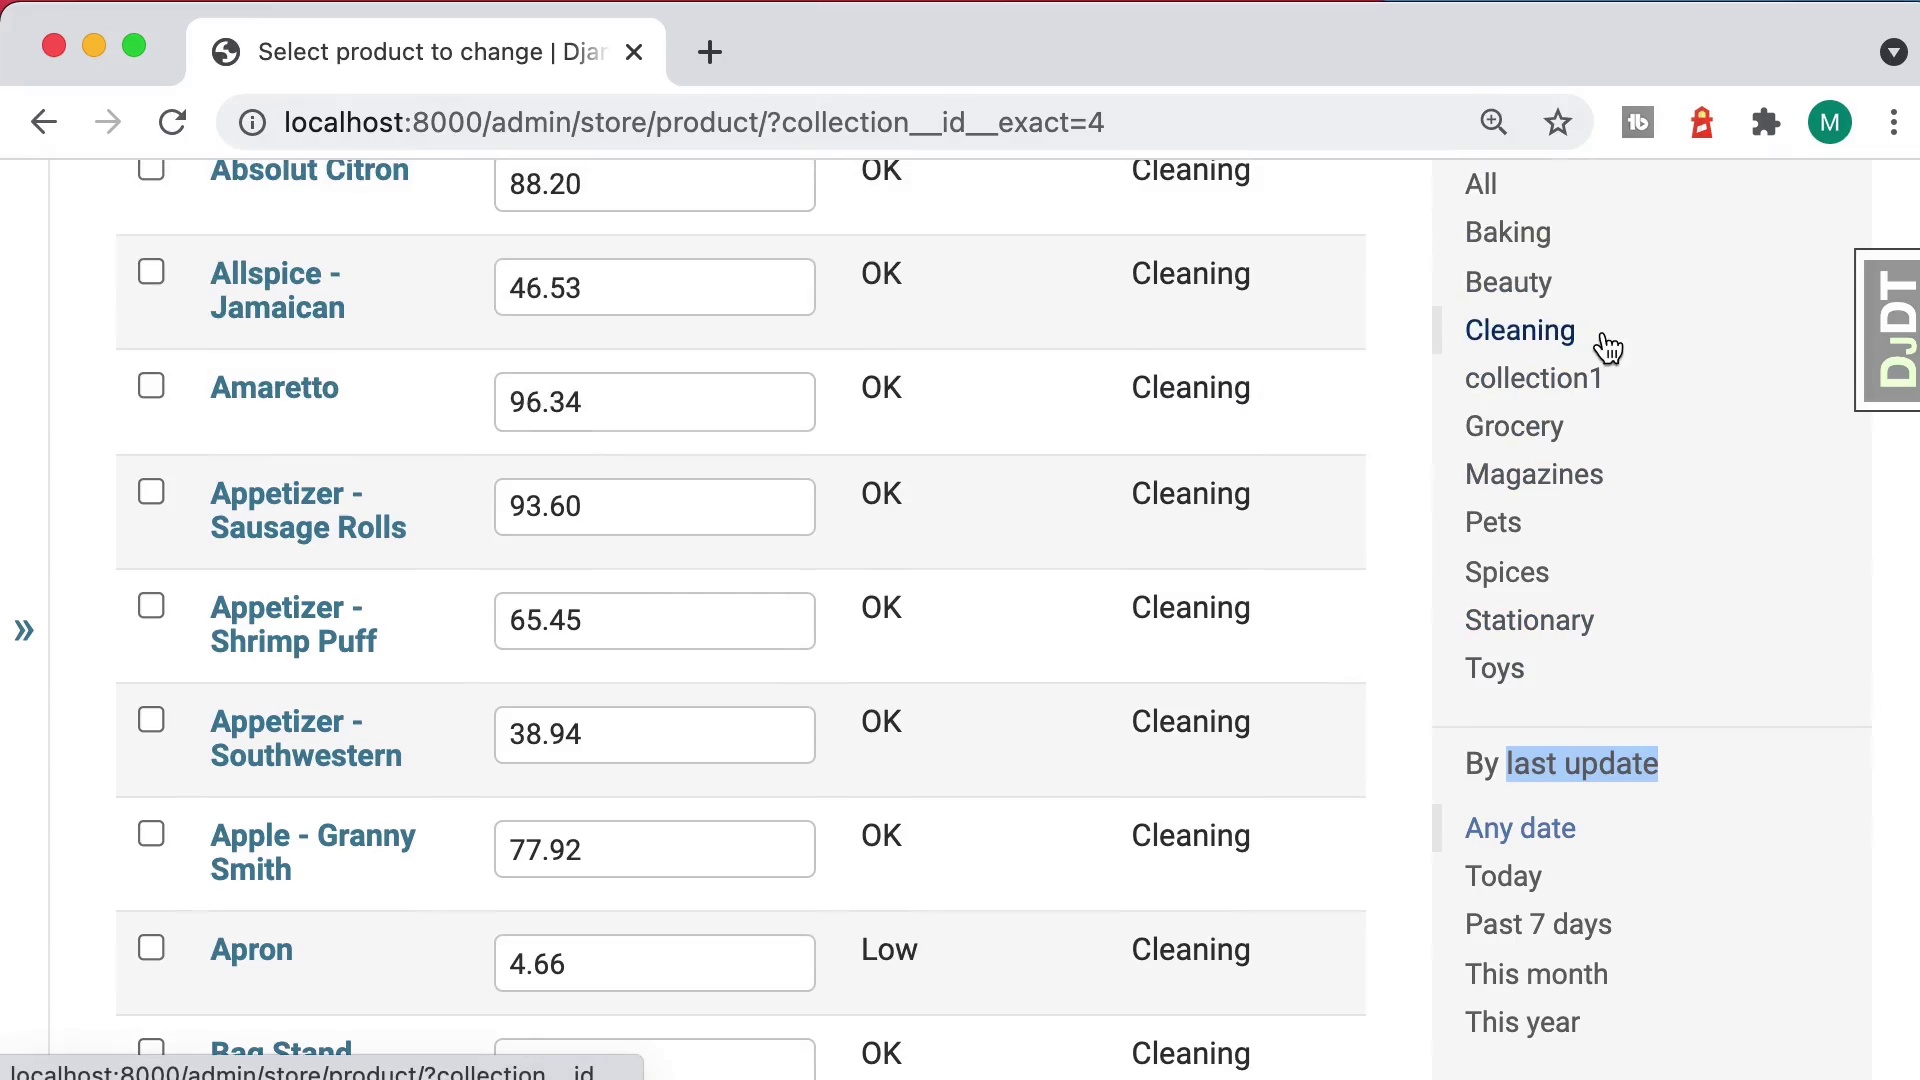 Select product to change | Djan
localhost:8000/admin/store/product/?collection__id__exact=4
M
Absolut Citron 88.20 OK Cleaning
Allspice - Jamaican 46.53 OK Cleaning
Amaretto 96.34 OK Cleaning
Appetizer - Sausage Rolls 93.60 OK Cleaning
Appetizer - Shrimp Puff 65.45 OK Cleaning
Appetizer - Southwestern 38.94 OK Cleaning
Apple - Granny Smith 77.92 OK Cleaning
Apron 4.66 Low Cleaning
Bag Stand OK Cleaning
»
All
Baking
Beauty
Cleaning
collection1
Grocery
Magazines
Pets
Spices
Stationary
Toys
By last update
Any date
Today
Past 7 days
This month
This year
DJDT
localhost:8000/admin/store/product/?collection__id